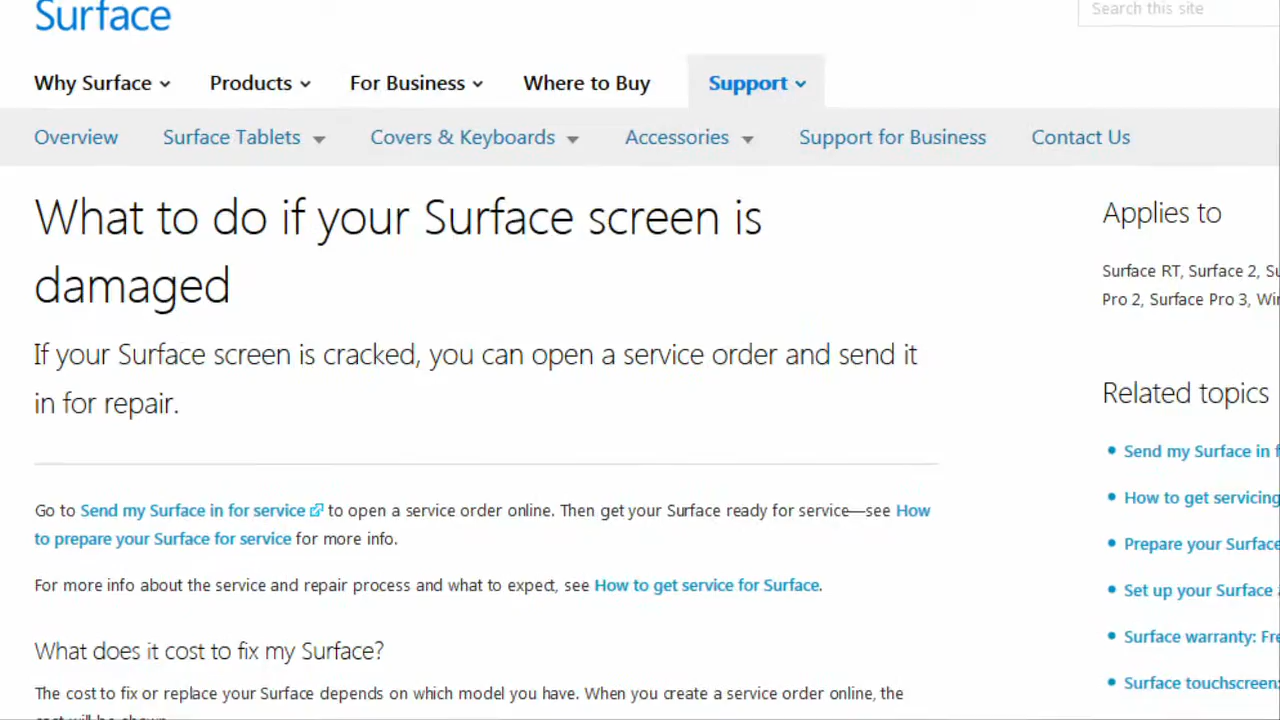 Surface
Search this site
Why Surface Products For Business Where to Buy Support
Overview Surface Tablets Covers & Keyboards Accessories Support for Business Contact Us
What to do if your Surface screen is
damaged
If your Surface screen is cracked, you can open a service order and send it
in for repair.
Go to Send my Surface in for service to open a service order online. Then get your Surface ready for service—see How
to prepare your Surface for service for more info.
For more info about the service and repair process and what to expect, see How to get service for Surface.
What does it cost to fix my Surface?
The cost to fix or replace your Surface depends on which model you have. When you create a service order online, the
cost will be shown
Applies to
Surface RT, Surface 2,
Pro 2, Surface Pro 3,
Related topics
Send my Surface in
How to get servicing
Prepare your Surface
Set up your Surface
Surface warranty:
Surface touchscreen: